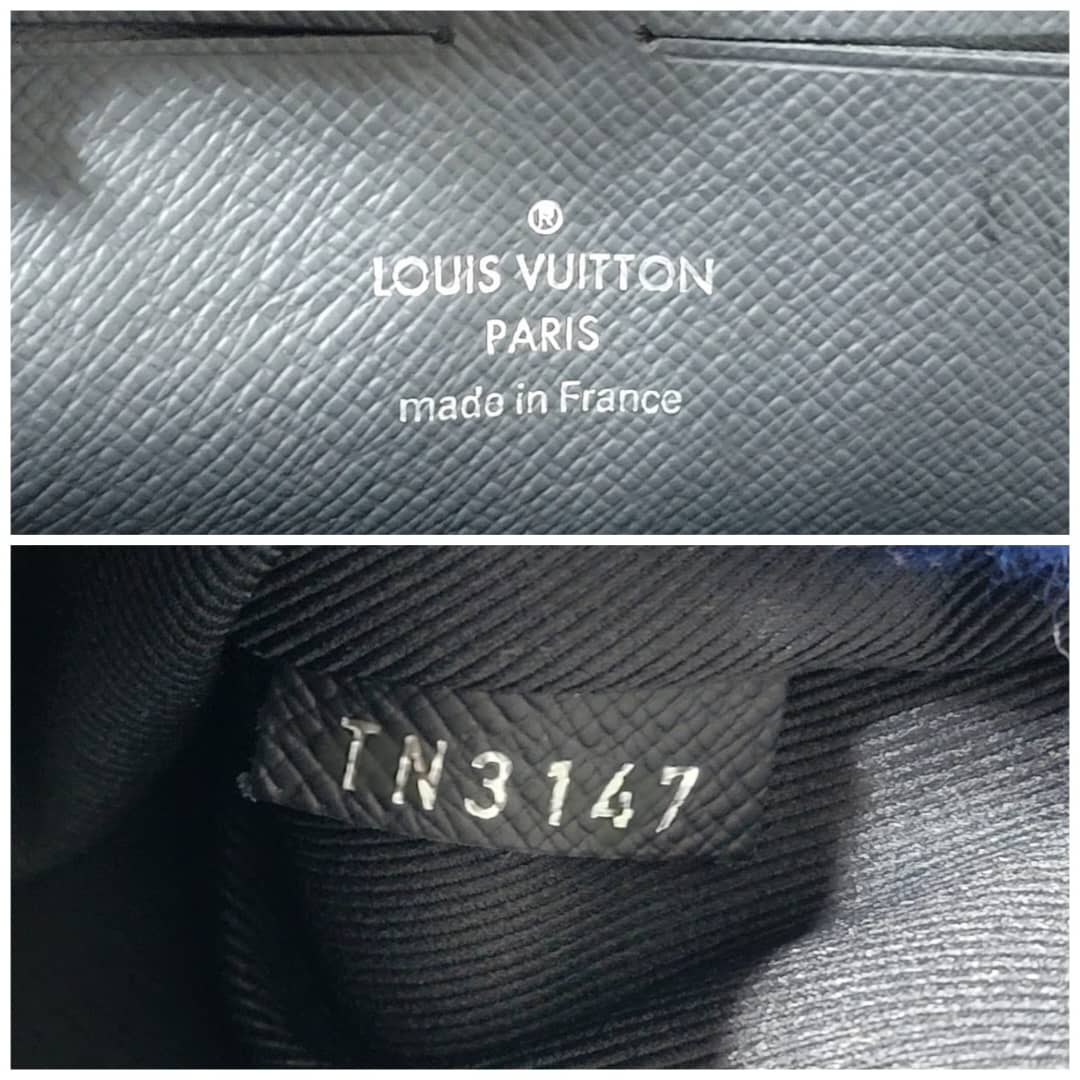 ®
LOUIS VUITTON
PARIS
made in France
TN3147